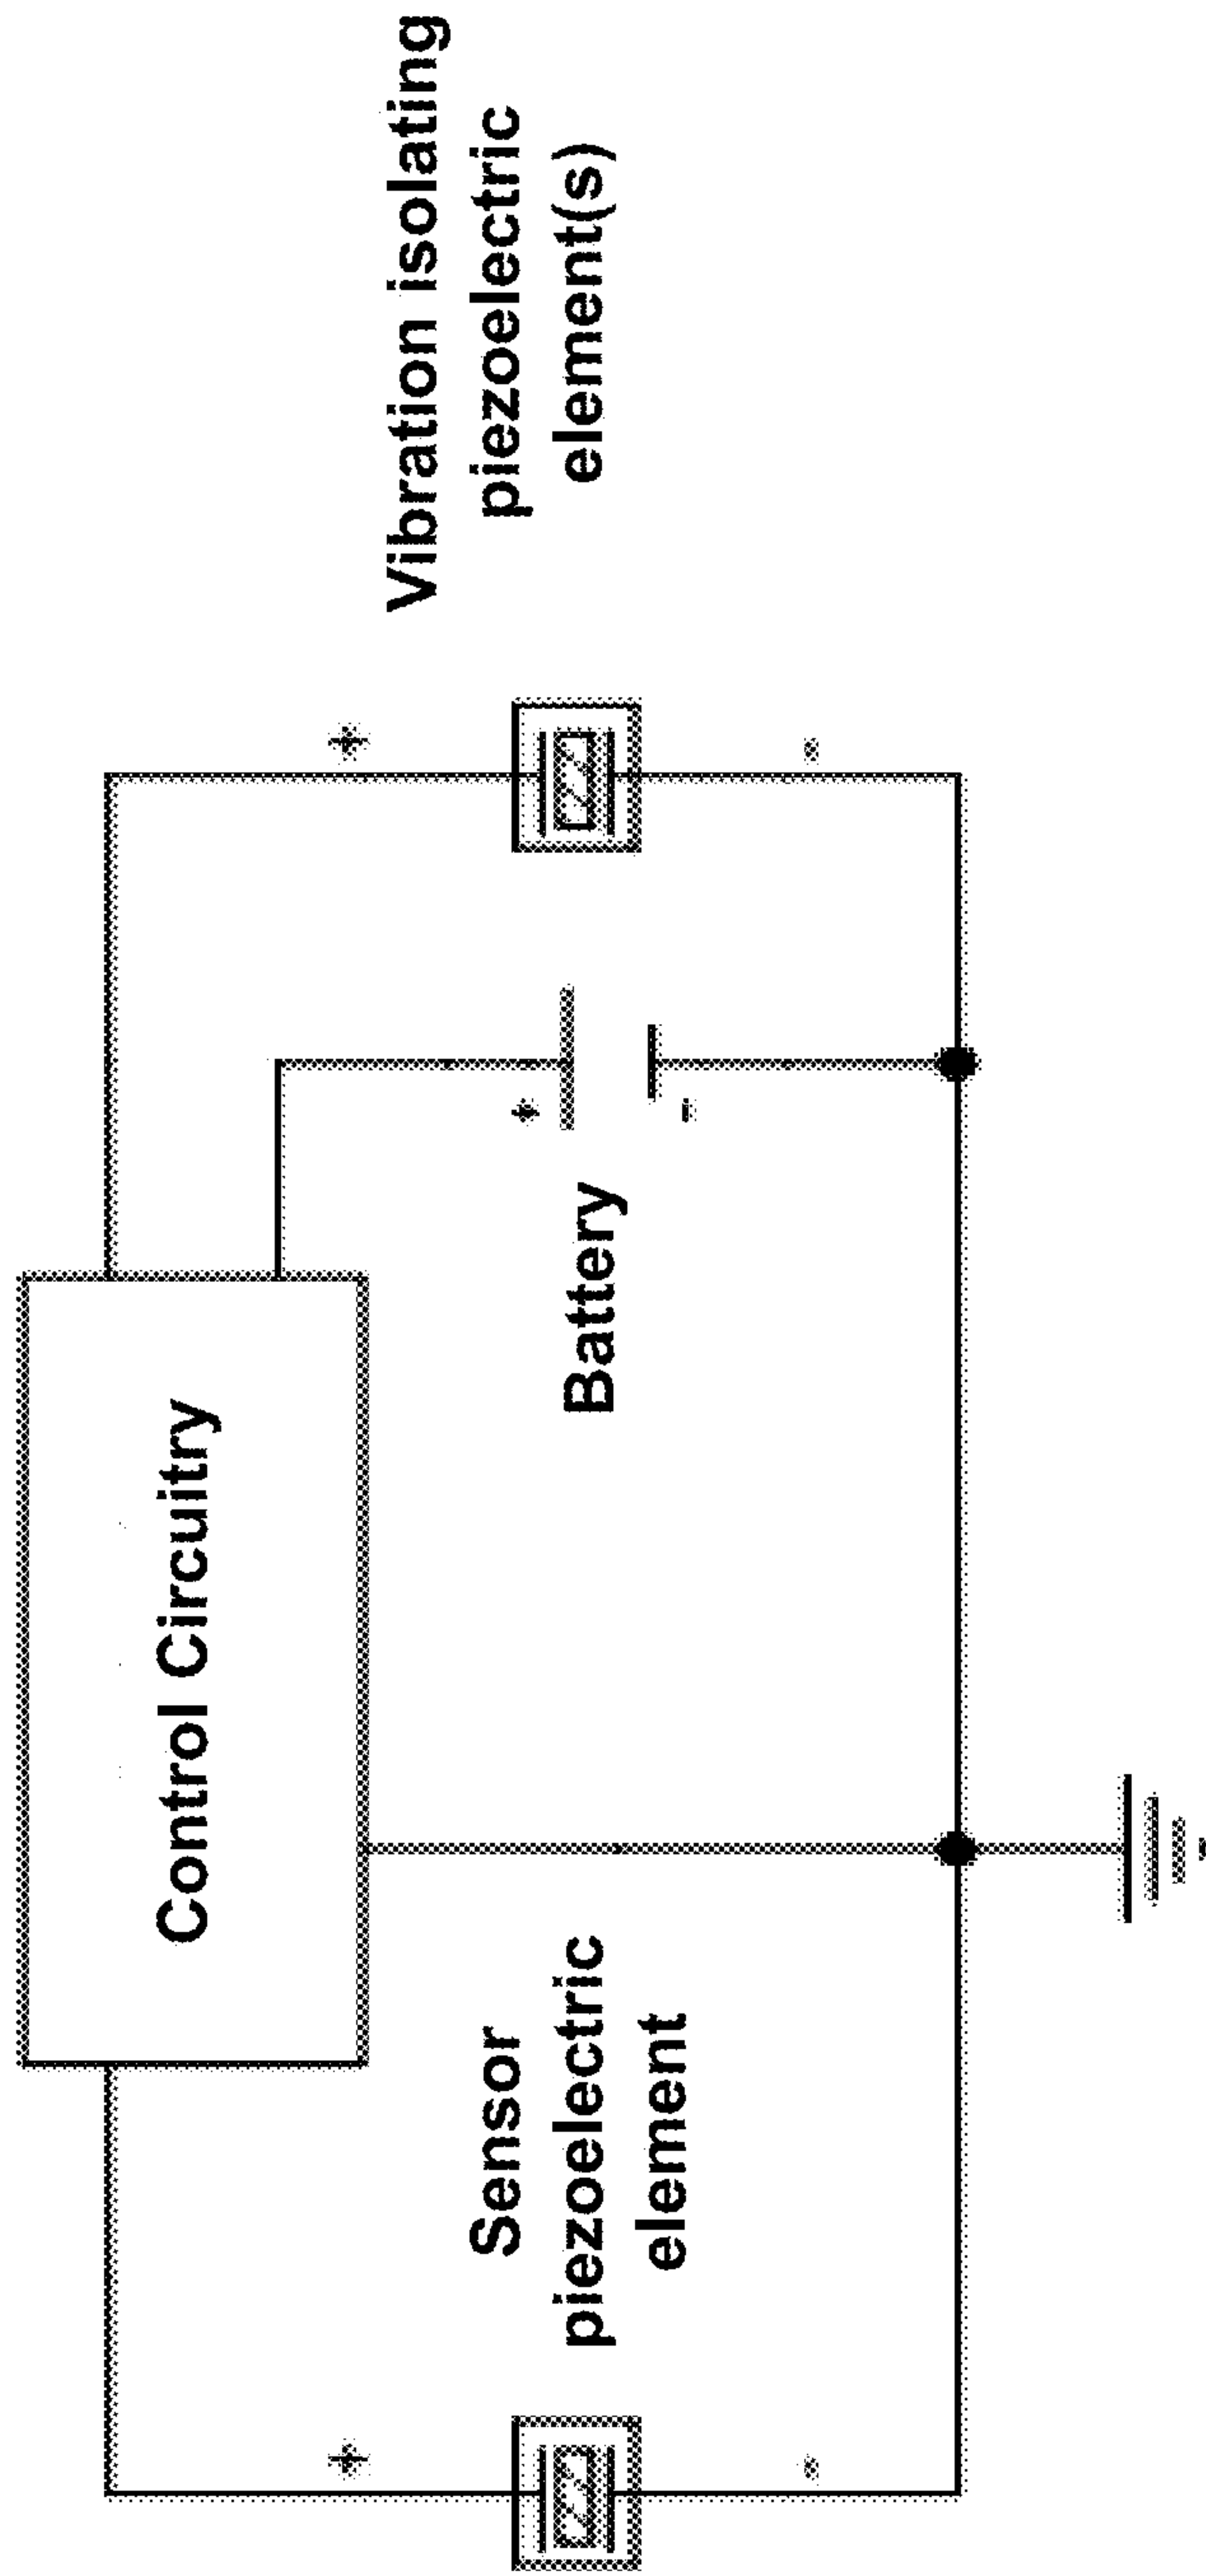 Control Circuitry
Vibration isolating
piezoelectric
element(s)
+
-
+
-
Battery
Sensor
piezoelectric
element
+
-